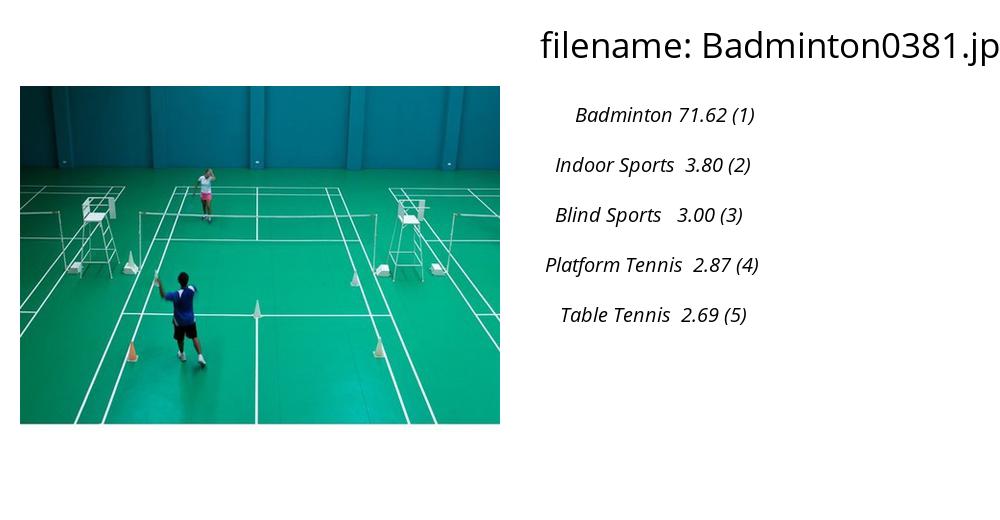 filename: Badminton0381.jp
Badminton 71.62 (1)
Indoor Sports 3.80 (2)
Blind Sports 3.00 (3)
Platform Tennis 2.87 (4)
Table Tennis 2.69 (5)